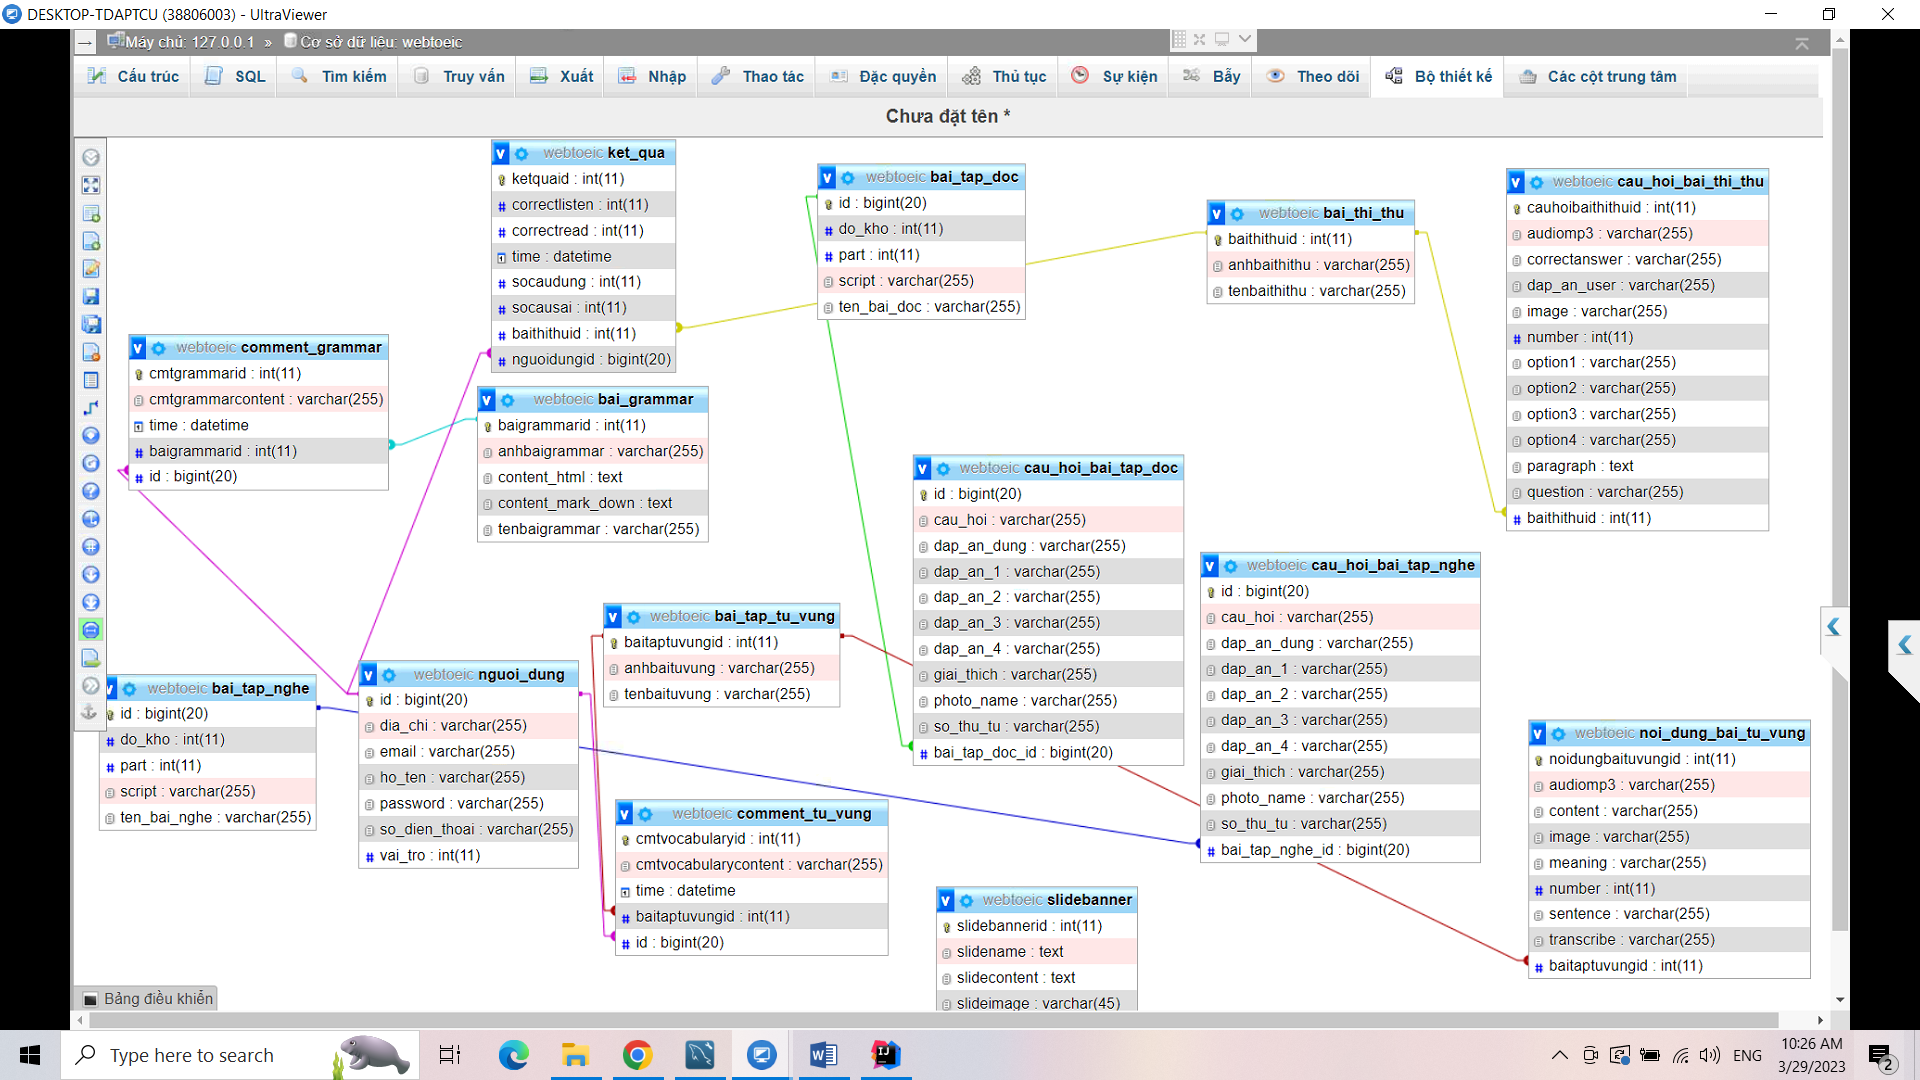 DESKTOP-TDAPTCU (38806003) - UltraViewer
Máy chủ: 127.0.0.1 » Cơ sở dữ liệu: webtoeic
Cấu trúc SQL Tìm kiếm Truy vấn Xuất Nhập Thao tác Đặc quyền Thủ tục Sự kiện Bẫy Theo dõi Bộ thiết kế Các cột trung tâm
Chưa đặt tên *
webtoeic ket_qua
ketquaid : int(11)
correctlisten : int(11)
correctread : int(11)
time : datetime
socaudung : int(11)
socausai : int(11)
baithithuid : int(11)
nguoidungid : bigint(20)
webtoeic bai_tap_doc
id : bigint(20)
do_kho : int(11)
part : int(11)
script : varchar(255)
ten_bai_doc : varchar(255)
webtoeic bai_thi_thu
baithithuid : int(11)
anhbaithithu : varchar(255)
tenbaithithu : varchar(255)
webtoeic cau_hoi_bai_thi_thu
cauhoibaithithuid : int(11)
audiomp3 : varchar(255)
correctanswer : varchar(255)
dap_an_user : varchar(255)
image : varchar(255)
number : int(11)
option1 : varchar(255)
option2 : varchar(255)
option3 : varchar(255)
option4 : varchar(255)
paragraph : text
question : varchar(255)
baithithuid : int(11)
webtoeic comment_grammar
cmtgrammarid : int(11)
cmtgrammarcontent : varchar(255)
time : datetime
baigrammarid : int(11)
id : bigint(20)
webtoeic bai_grammar
baigrammarid : int(11)
anhbaigrammar : varchar(255)
content_html : text
content_mark_down : text
tenbaigrammar : varchar(255)
webtoeic cau_hoi_bai_tap_doc
id : bigint(20)
cau_hoi : varchar(255)
dap_an_dung : varchar(255)
dap_an_1 : varchar(255)
dap_an_2 : varchar(255)
dap_an_3 : varchar(255)
dap_an_4 : varchar(255)
giai_thich : varchar(255)
photo_name : varchar(255)
so_thu_tu : varchar(255)
bai_tap_doc_id : bigint(20)
webtoeic cau_hoi_bai_tap_nghe
id : bigint(20)
cau_hoi : varchar(255)
dap_an_dung : varchar(255)
dap_an_1 : varchar(255)
dap_an_2 : varchar(255)
dap_an_3 : varchar(255)
dap_an_4 : varchar(255)
giai_thich : varchar(255)
photo_name : varchar(255)
so_thu_tu : varchar(255)
bai_tap_nghe_id : bigint(20)
webtoeic bai_tap_tu_vung
baitaptuvungid : int(11)
anhbaituvung : varchar(255)
tenbaituvung : varchar(255)
webtoeic nguoi_dung
id : bigint(20)
dia_chi : varchar(255)
email : varchar(255)
ho_ten : varchar(255)
password : varchar(255)
so_dien_thoai : varchar(255)
vai_tro : int(11)
webtoeic bai_tap_nghe
id : bigint(20)
do_kho : int(11)
part : int(11)
script : varchar(255)
ten_bai_nghe : varchar(255)
webtoeic noi_dung_bai_tu_vung
noidungbaituvungid : int(11)
audiomp3 : varchar(255)
content : varchar(255)
image : varchar(255)
meaning : varchar(255)
number : int(11)
sentence : varchar(255)
transcribe : varchar(255)
baitaptuvungid : int(11)
webtoeic comment_tu_vung
cmtvocabularyid : int(11)
cmtvocabularycontent : varchar(255)
time : datetime
baitaptuvungid : int(11)
id : bigint(20)
webtoeic slidebanner
slidebannerid : int(11)
slidename : text
slidecontent : text
slideimage : varchar(45)
Bảng điều khiển
Type here to search
ENG
10:26 AM
3/29/2023
2